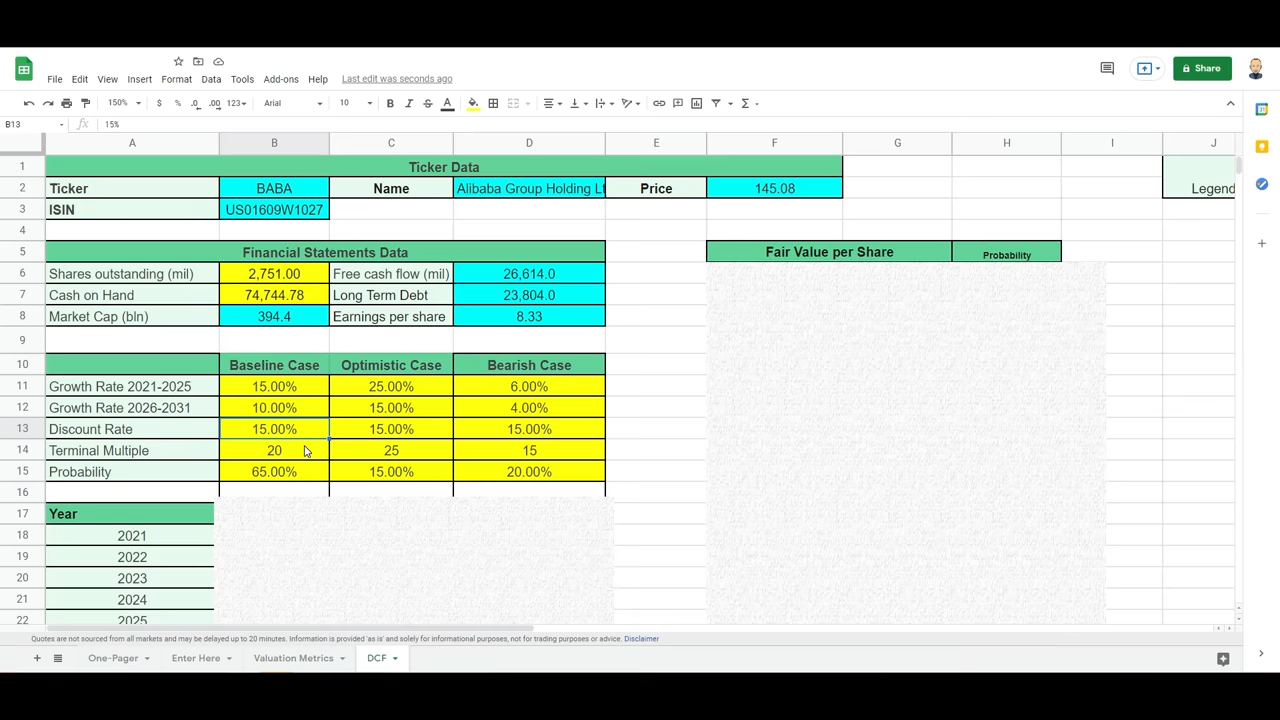 File Edit View Insert Format Data Tools Add-ons Help Last edit was seconds ago
Share
150% $ % .0 .00 123 Arial 10
B13 fx 15%
A B C D E F G H I J
1 Ticker Data
2 Ticker BABA Name Alibaba Group Holding Lt Price 145.08 Legend
3 ISIN US01609W1027
4
5 Financial Statements Data Fair Value per Share Probability
6 Shares outstanding (mil) 2,751.00 Free cash flow (mil) 26,614.0
7 Cash on Hand 74,744.78 Long Term Debt 23,804.0
8 Market Cap (bln) 394.4 Earnings per share 8.33
9
10 Baseline Case Optimistic Case Bearish Case
11 Growth Rate 2021-2025 15.00% 25.00% 6.00%
12 Growth Rate 2026-2031 10.00% 15.00% 4.00%
13 Discount Rate 15.00% 15.00% 15.00%
14 Terminal Multiple 20 25 15
15 Probability 65.00% 15.00% 20.00%
16
17 Year
18 2021
19 2022
20 2023
21 2024
22 2025
Quotes are not sourced from all markets and may be delayed up to 20 minutes. Information is provided 'as is' and solely for informational purposes, not for trading purposes or advice. Disclaimer
One-Pager Enter Here Valuation Metrics DCF